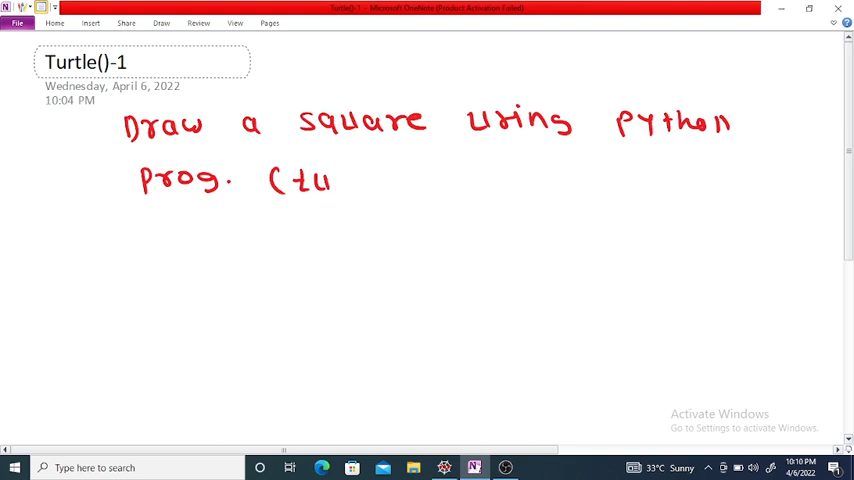 Turtle()-1 - Microsoft OneNote (Product Activation Failed)
File Home Insert Share Draw Review View Pages
Turtle()-1
Wednesday, April 6, 2022
10:04 PM
Draw a square using python
prog. (tu
Activate Windows
Go to Settings to activate Windows.
Type here to search
33°C Sunny
10:10 PM
4/6/2022